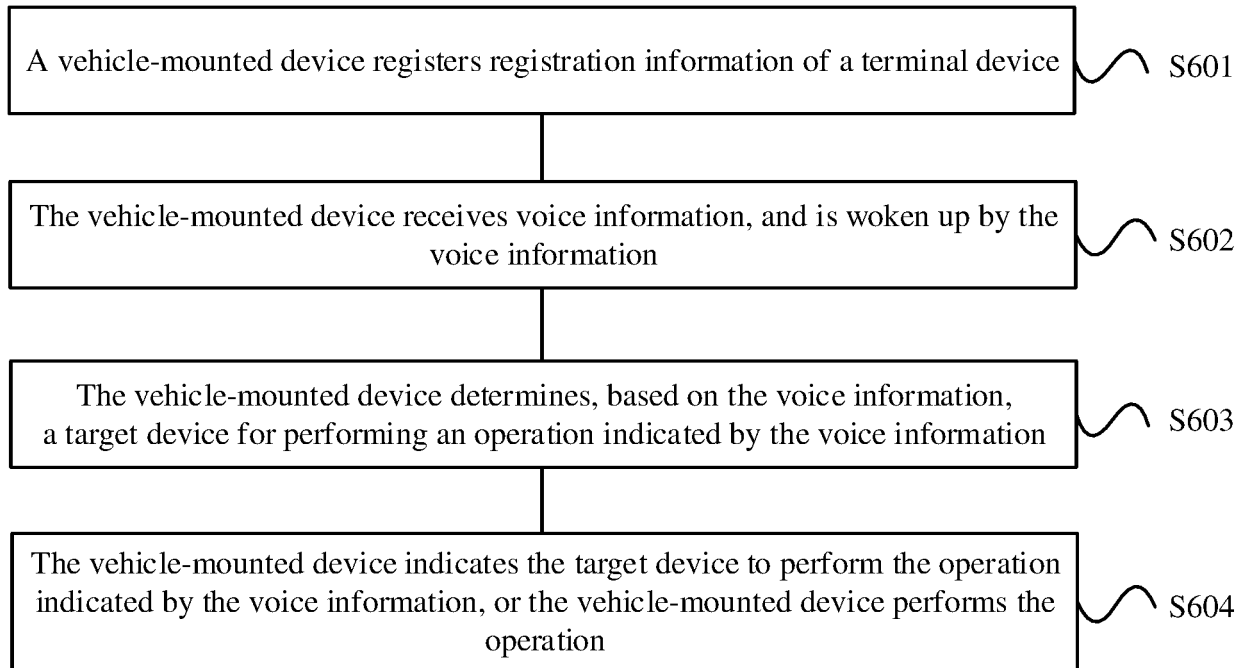 A vehicle-mounted device registers registration information of a terminal device
S601
The vehicle-mounted device receives voice information, and is woken up by the
voice information
S602
The vehicle-mounted device determines, based on the voice information,
a target device for performing an operation indicated by the voice information
S603
The vehicle-mounted device indicates the target device to perform the operation
indicated by the voice information, or the vehicle-mounted device performs the
operation
S604